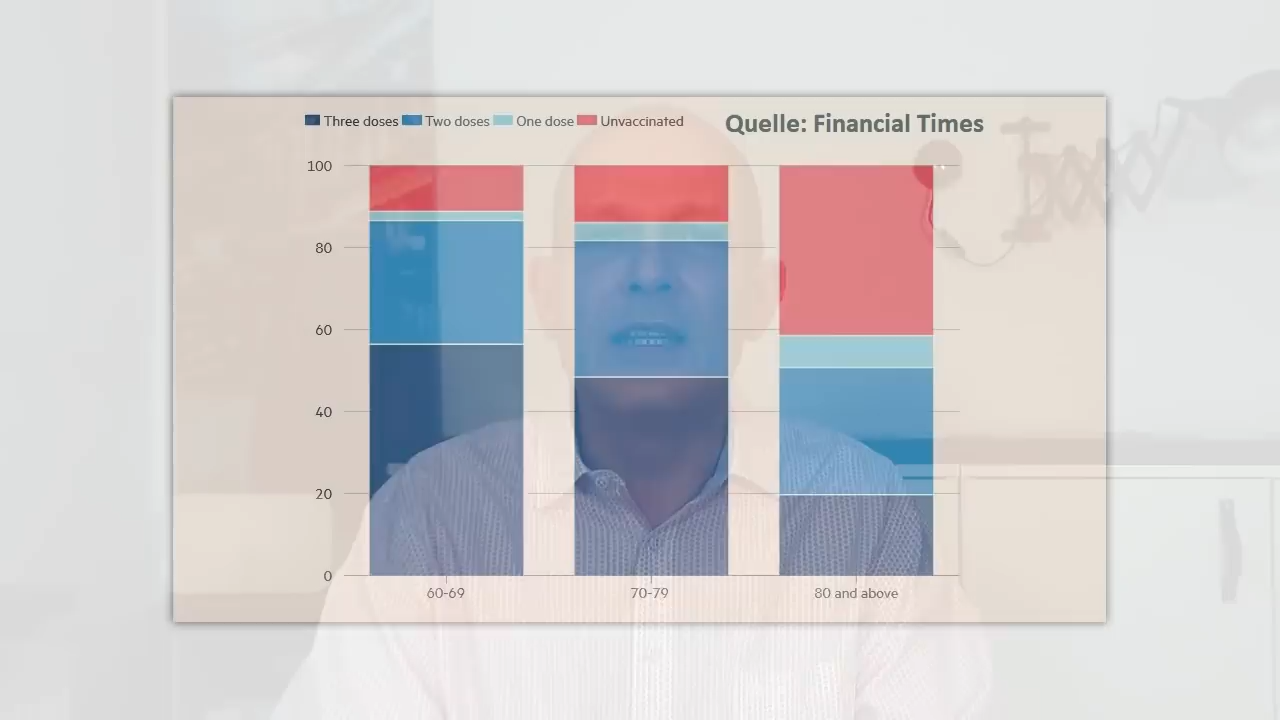 Three doses Two doses One dose Unvaccinated
Quelle: Financial Times
100
80
60
40
20
0
60-69 70-79 80 and above